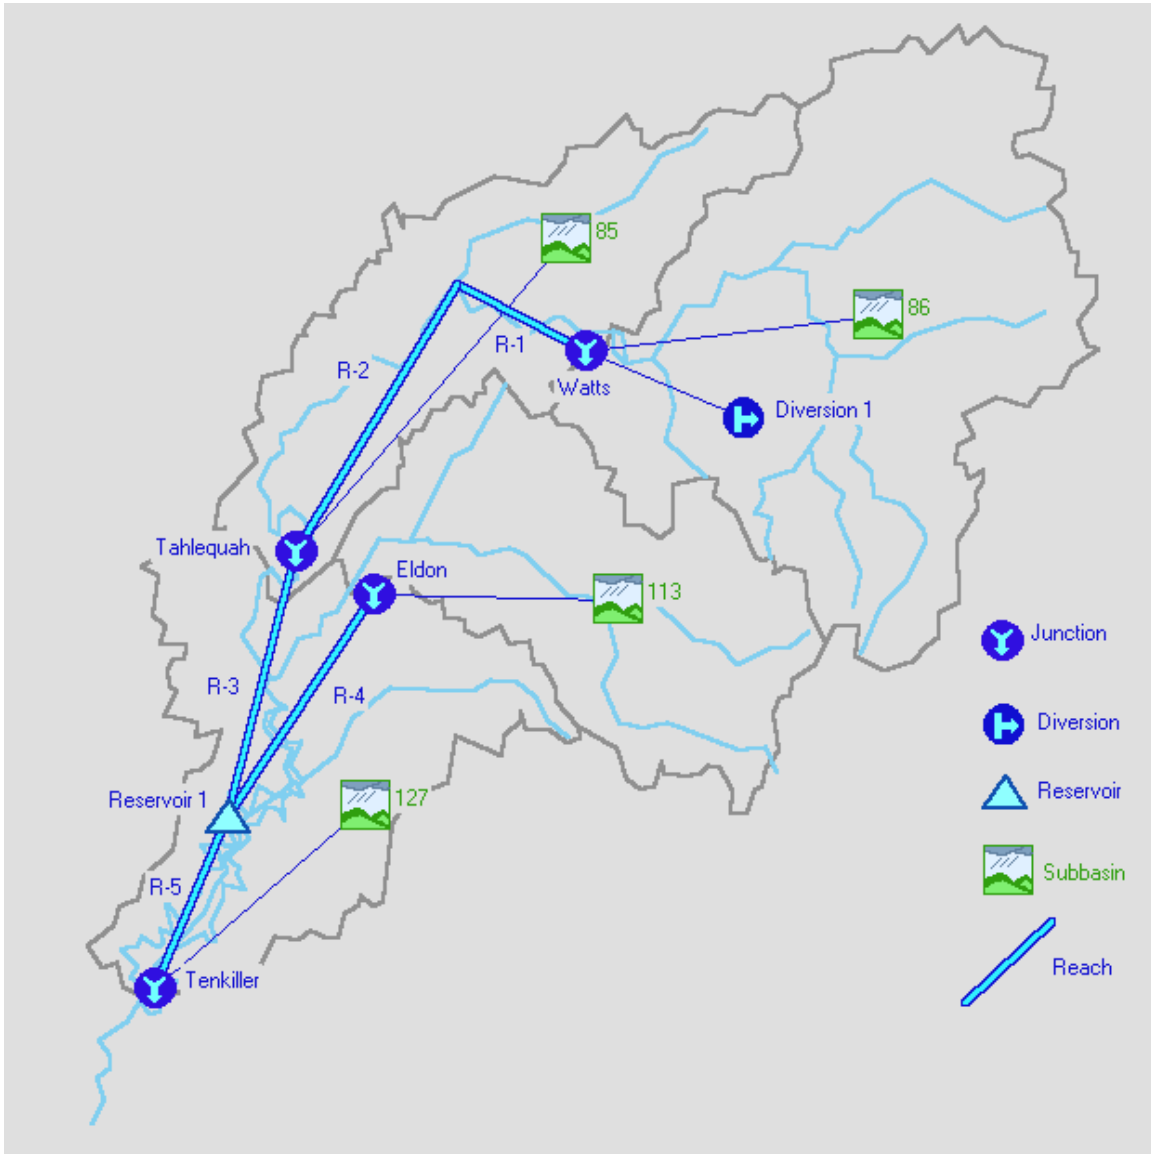 85
86
R-1
R-2
Watts
Diversion 1
Tahlequah
Eldon
113
Junction
R-3
R-4
Diversion
Reservoir 1
127
Reservoir
R-5
Subbasin
Tenkiller
Reach